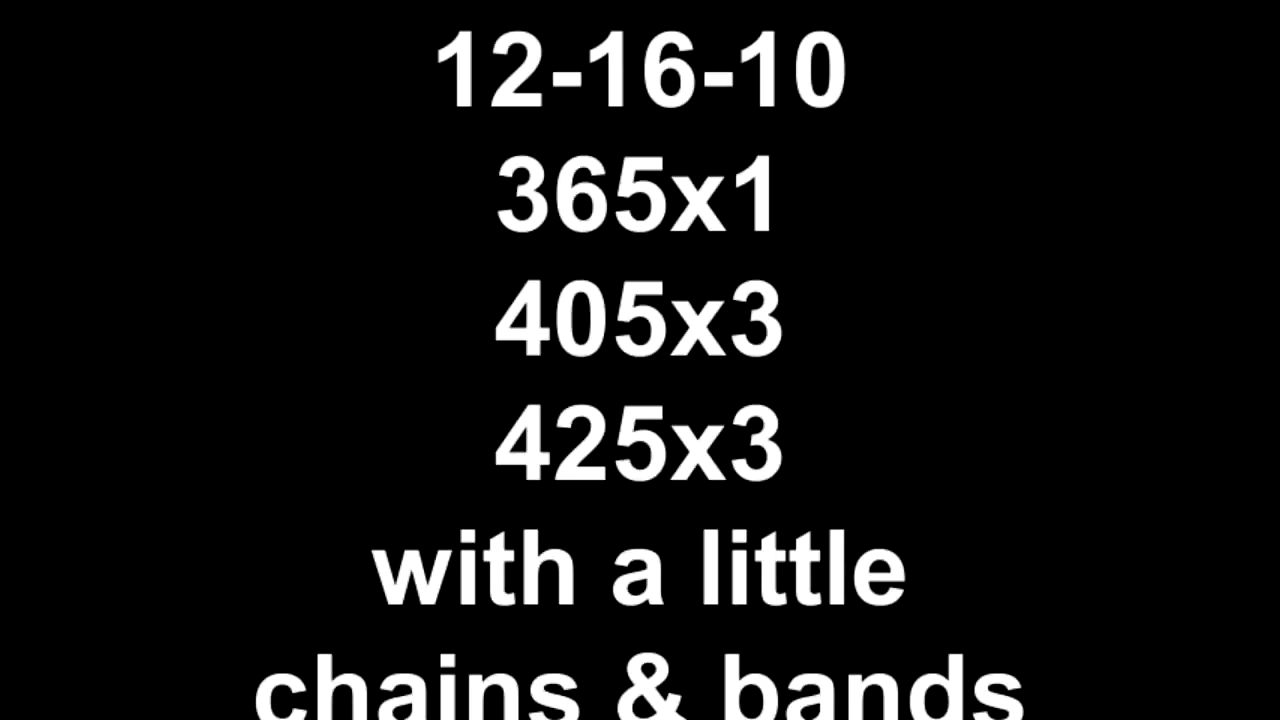 12-16-10
365x1
405x3
425x3
with a little
chains & bands